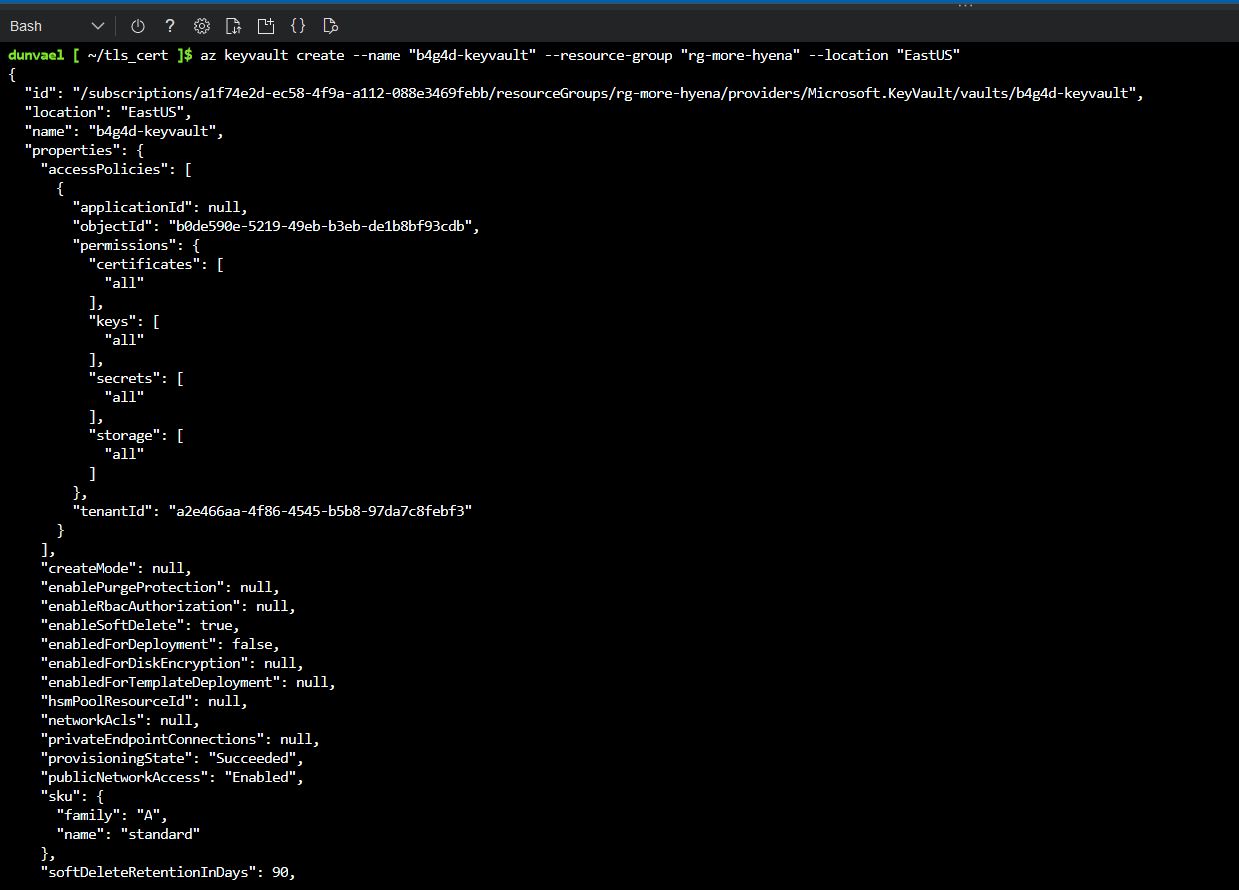 Bash
dunvael [ ~/tls_cert ]$ az keyvault create --name "b4g4d-keyvault" --resource-group "rg-more-hyena" --location "EastUS"
{
  "id": "/subscriptions/a1f74e2d-ec58-4f9a-a112-088e3469febb/resourceGroups/rg-more-hyena/providers/Microsoft.KeyVault/vaults/b4g4d-keyvault",
  "location": "EastUS",
  "name": "b4g4d-keyvault",
  "properties": {
    "accessPolicies": [
      {
        "applicationId": null,
        "objectId": "b0de590e-5219-49eb-b3eb-de1b8bf93cdb",
        "permissions": {
          "certificates": [
            "all"
          ],
          "keys": [
            "all"
          ],
          "secrets": [
            "all"
          ],
          "storage": [
            "all"
          ]
        },
        "tenantId": "a2e466aa-4f86-4545-b5b8-97da7c8febf3"
      }
    ],
    "createMode": null,
    "enablePurgeProtection": null,
    "enableRbacAuthorization": null,
    "enableSoftDelete": true,
    "enabledForDeployment": false,
    "enabledForDiskEncryption": null,
    "enabledForTemplateDeployment": null,
    "hsmPoolResourceId": null,
    "networkAcls": null,
    "privateEndpointConnections": null,
    "provisioningState": "Succeeded",
    "publicNetworkAccess": "Enabled",
    "sku": {
      "family": "A",
      "name": "standard"
    },
    "softDeleteRetentionInDays": 90,